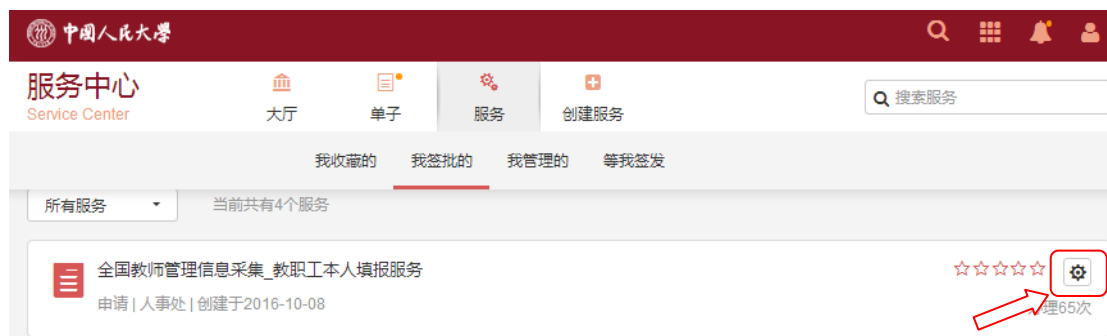 中国人民大学
服务中心
Service Center
大厅
单子
服务
创建服务
搜索服务
我收藏的
我签批的
我管理的
等我签发
所有服务
当前共有4个服务
全国教师管理信息采集_教职工本人填报服务
申请 | 人事处 | 创建于2016-10-08
理65次